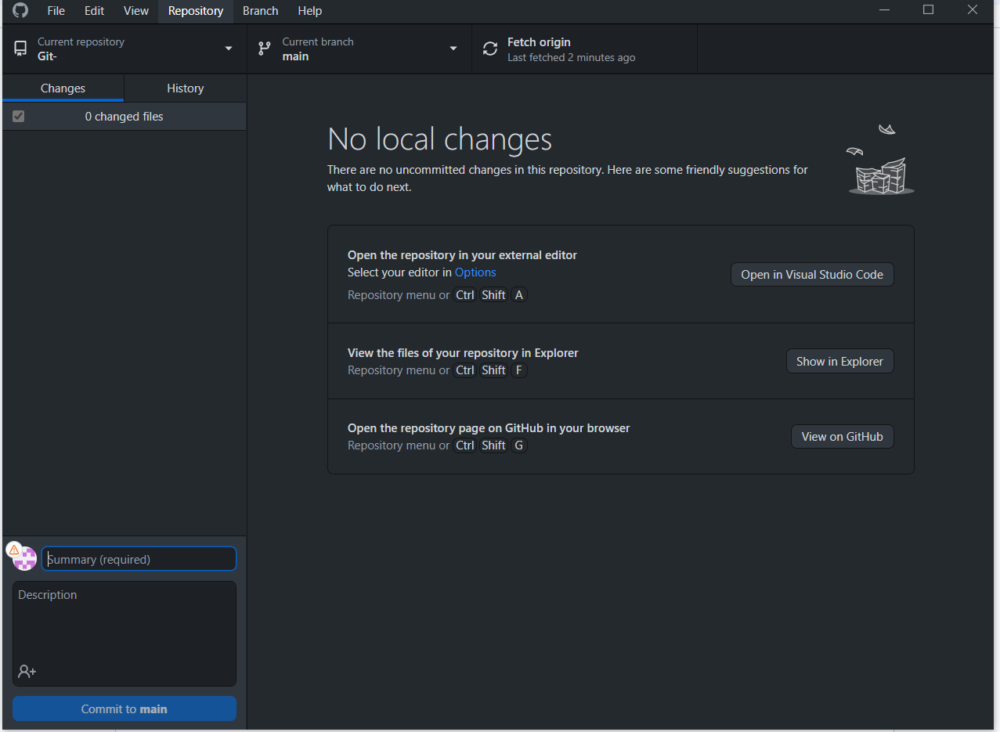 File Edit View Repository Branch Help
Current repository
Git-
Current branch
main
Fetch origin
Last fetched 2 minutes ago
Changes
History
0 changed files
No local changes
There are no uncommitted changes in this repository. Here are some friendly suggestions for
what to do next.
Open the repository in your external editor
Select your editor in Options
Repository menu or Ctrl Shift A
Open in Visual Studio Code
View the files of your repository in Explorer
Repository menu or Ctrl Shift F
Show in Explorer
Open the repository page on GitHub in your browser
Repository menu or Ctrl Shift G
View on GitHub
Summary (required)
Description
Commit to main